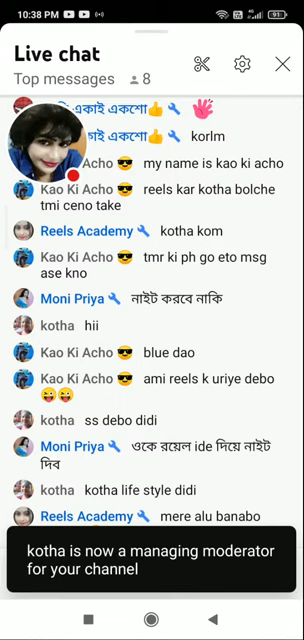 10:38 PM
91
Live chat
Top messages 8
একাই একশো👍
াই একশো👍 korlm
Acho 😎 my name is kao ki acho
Kao Ki Acho 😎 reels kar kotha bolche
tmi ceno take
Reels Academy kotha kom
Kao Ki Acho 😎 tmr ki ph go eto msg
ase kno
Moni Priya নাইট করবে নাকি
kotha hii
Kao Ki Acho 😎 blue dao
Kao Ki Acho 😎 ami reels k uriye debo
😜😜
kotha ss debo didi
Moni Priya ওকে রয়েল ide দিয়ে নাইট
দিব
kotha kotha life style didi
Reels Academy mere alu banabo
kotha is now a managing moderator
for your channel